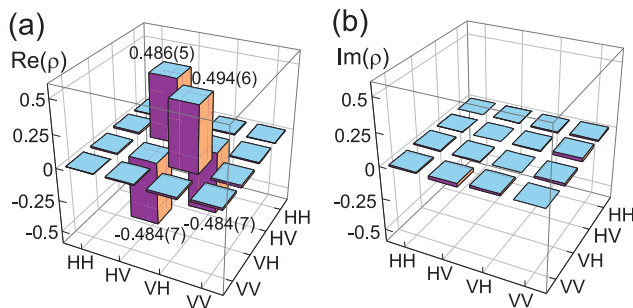 (a)
Re(ρ)
0.486(5)
0.494(6)
0.5
0.25
0
-0.25
-0.5
-0.484(7)
-0.484(7)
HH
HV
VH
VV
HH
HV
VH
VV
(b)
Im(ρ)
0.5
0.25
0
-0.25
-0.5
HH
HV
VH
VV
HH
HV
VH
VV